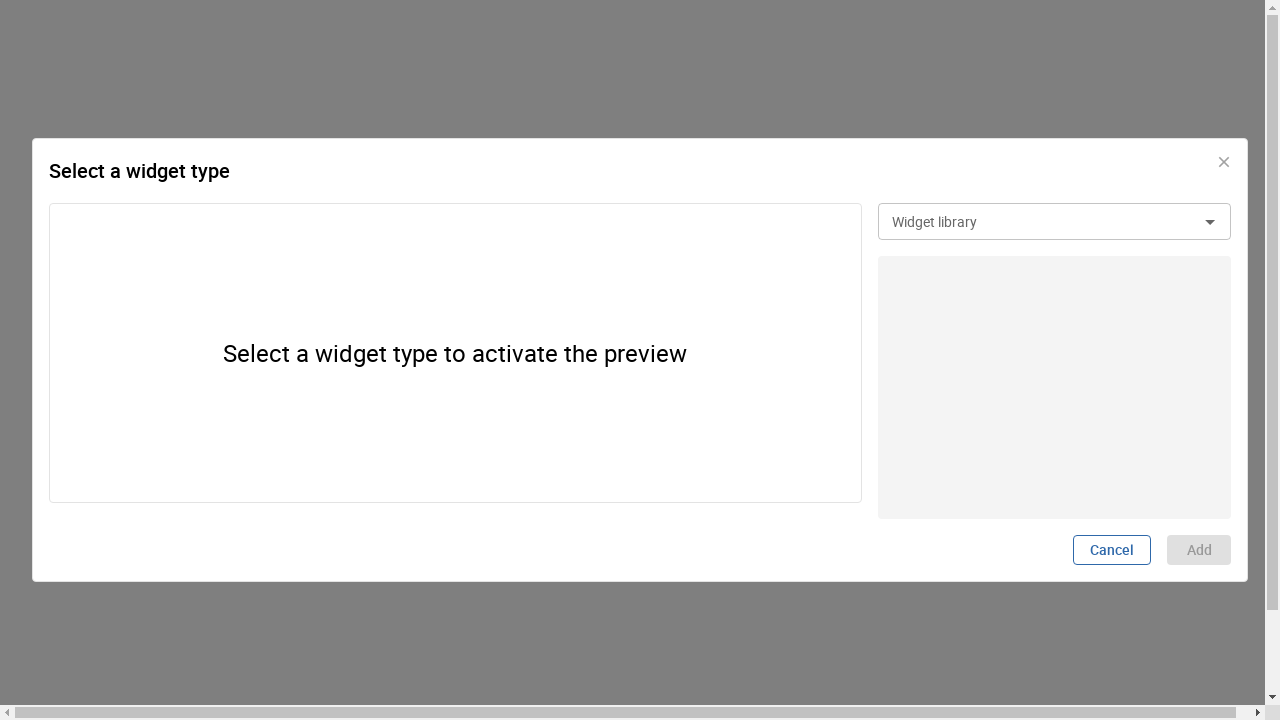 Select a widget type
Widget library
Select a widget type to activate the preview
Cancel
Add